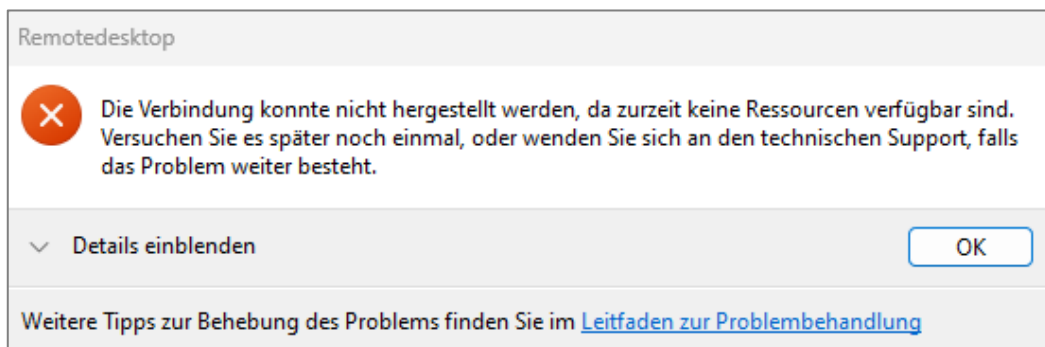 Remotedesktop
Die Verbindung konnte nicht hergestellt werden, da zurzeit keine Ressourcen verfügbar sind.
Versuchen Sie es später noch einmal, oder wenden Sie sich an den technischen Support, falls
das Problem weiter besteht.
Details einblenden
OK
Weitere Tipps zur Behebung des Problems finden Sie im Leitfaden zur Problembehandlung